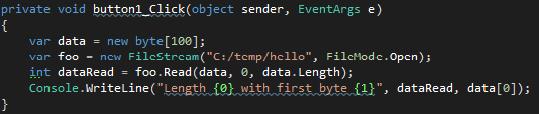 private void button1_Click(object sender, EventArgs e)
{
var data = new byte[100];
var foo = new FileStream("C:/temp/hello", FileMode.Open);
int dataRead = foo.Read(data, 0, data.Length);
Console.WriteLine("Length {0} with first byte {1}", dataRead, data[0]);
}